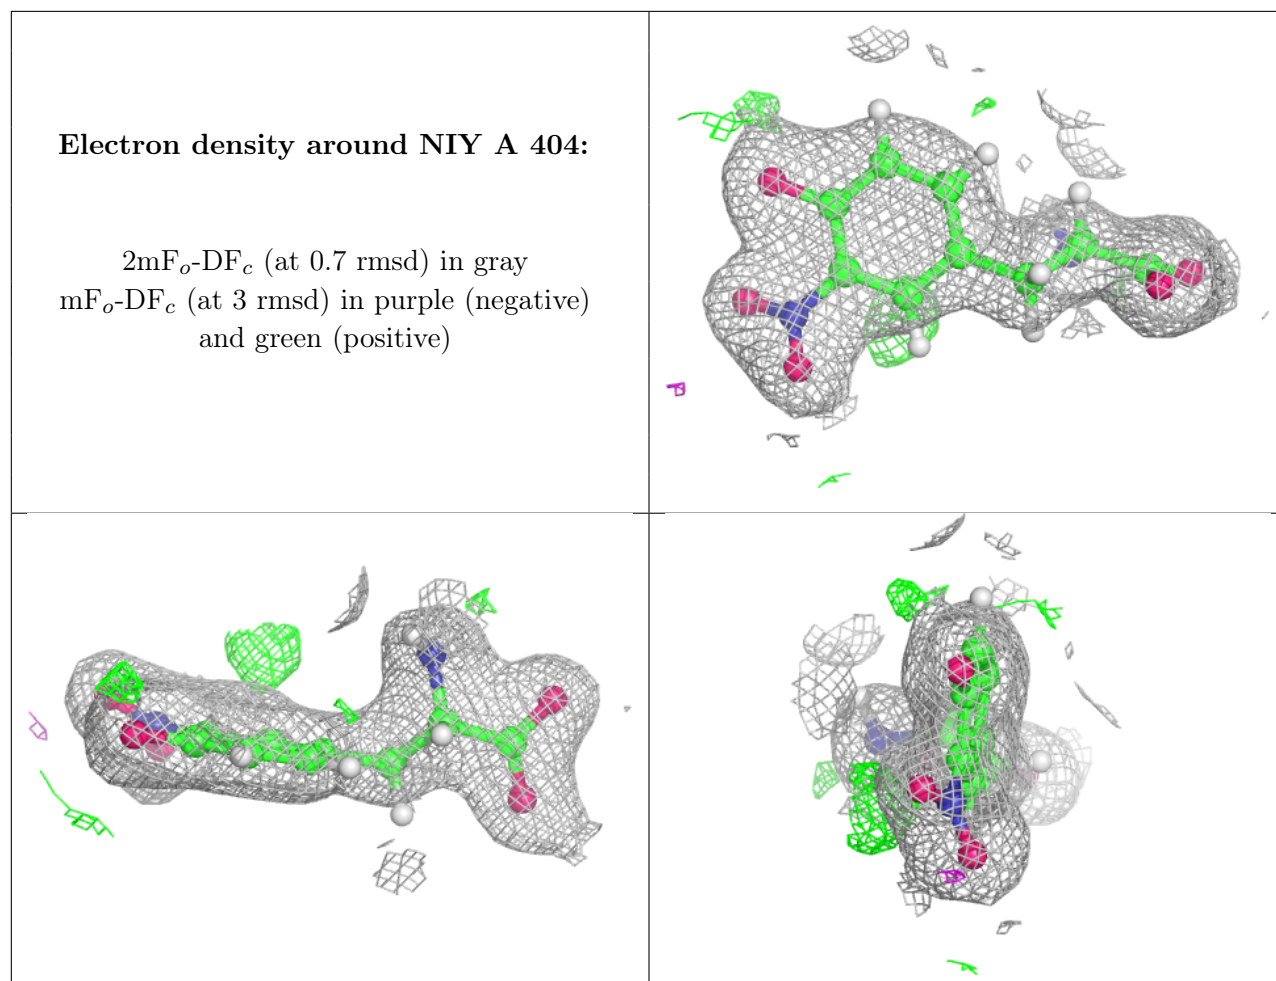 Electron density around NIY A 404:
2mFo-DFc (at 0.7 rmsd) in gray
mFo-DFc (at 3 rmsd) in purple (negative)
and green (positive)